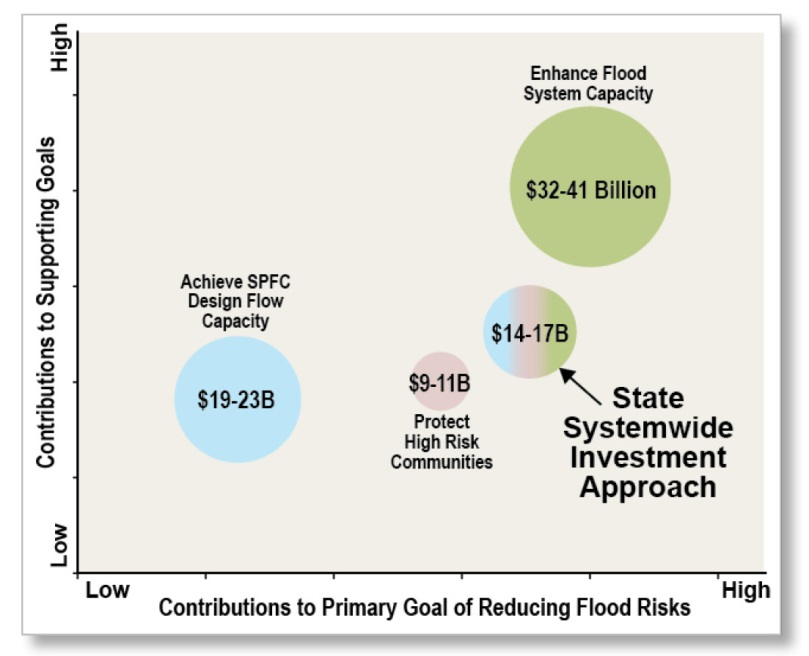 High
Contributions to Supporting Goals
Low
Enhance Flood
System Capacity
$32-41 Billion
Achieve SPFC
Design Flow
Capacity
$19-23B
$14-17B
$9-11B
Protect
High Risk
Communities
State
Systemwide
Investment
Approach
Low
High
Contributions to Primary Goal of Reducing Flood Risks